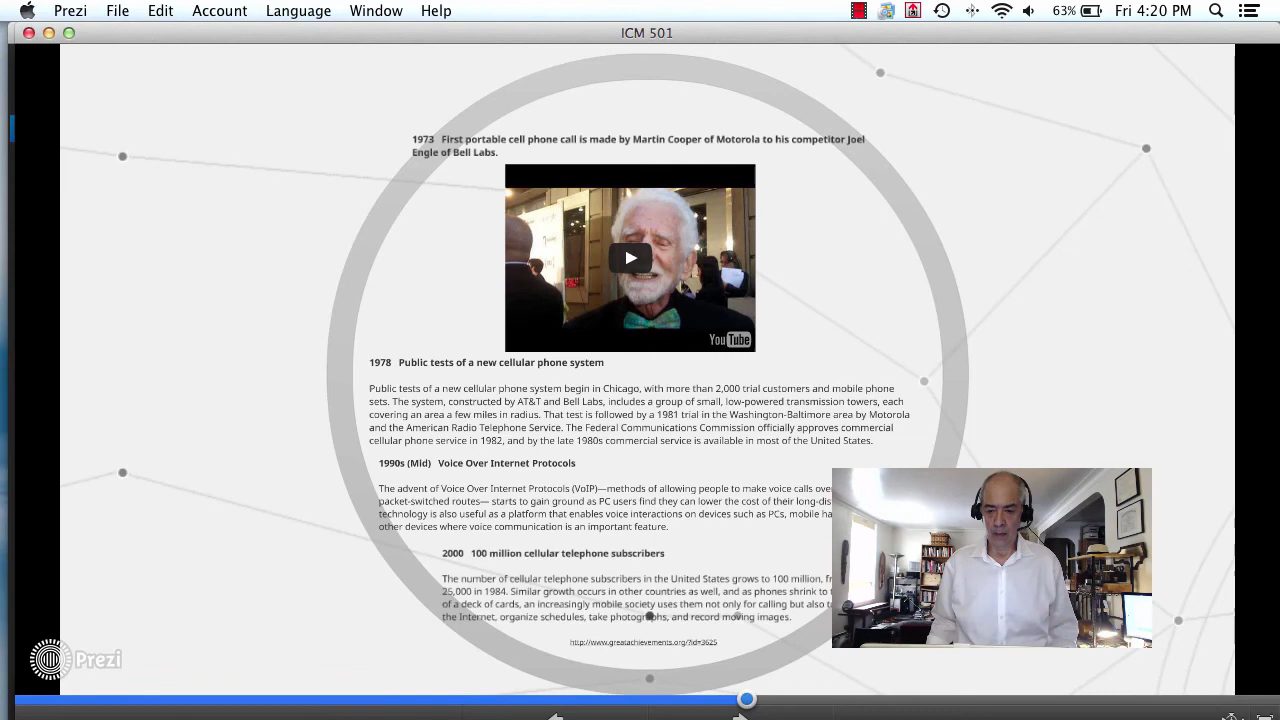 Prezi File Edit Account Language Window Help 63% Fri 4:20 PM
ICM 501
1973 First portable cell phone call is made by Martin Cooper of Motorola to his competitor Joel
Engle of Bell Labs.
YouTube
1978 Public tests of a new cellular phone system
Public tests of a new cellular phone system begin in Chicago, with more than 2,000 trial customers and mobile phone
sets. The system, constructed by AT&T and Bell Labs, includes a group of small, low-powered transmission towers, each
covering an area a few miles in radius. That test is followed by a 1981 trial in the Washington-Baltimore area by Motorola
and the American Radio Telephone Service. The Federal Communications Commission officially approves commercial
cellular phone service in 1982, and by the late 1980s commercial service is available in most of the United States.
1990s (Mid) Voice Over Internet Protocols
The advent of Voice Over Internet Protocols (VoIP)—methods of allowing people to make voice calls over
packet-switched routes— starts to gain ground as PC users find they can lower the cost of their long-dis
technology is also useful as a platform that enables voice interactions on devices such as PCs, mobile ha
other devices where voice communication is an important feature.
2000 100 million cellular telephone subscribers
The number of cellular telephone subscribers in the United States grows to 100 million, fr
25,000 in 1984. Similar growth occurs in other countries as well, and as phones shrink to t
of a deck of cards, an increasingly mobile society uses them not only for calling but also to
the Internet, organize schedules, take photographs, and record moving images.
http://www.greatachievements.org/?id=3625
Prezi